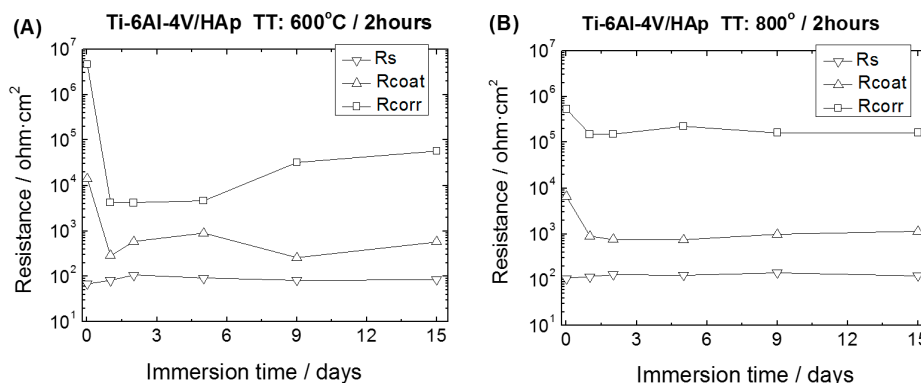 (A) Ti-6Al-4V/HAp TT: 600°C / 2hours
Resistance / ohm·cm²
10⁷
10⁶
10⁵
10⁴
10³
10²
10¹
Rs
Rcoat
Rcorr
0 3 6 9 12 15
Immersion time / days
(B) Ti-6Al-4V/HAp TT: 800° / 2hours
Resistance / ohm·cm²
10⁷
10⁶
10⁵
10⁴
10³
10²
10¹
Rs
Rcoat
Rcorr
0 3 6 9 12 15
Immersion time / days